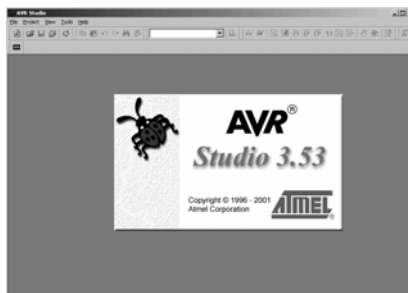 AVR Studio
File Project View Tools Help
AVR®
Studio 3.53
Copyright © 1996 - 2001
Atmel Corporation
ATMEL